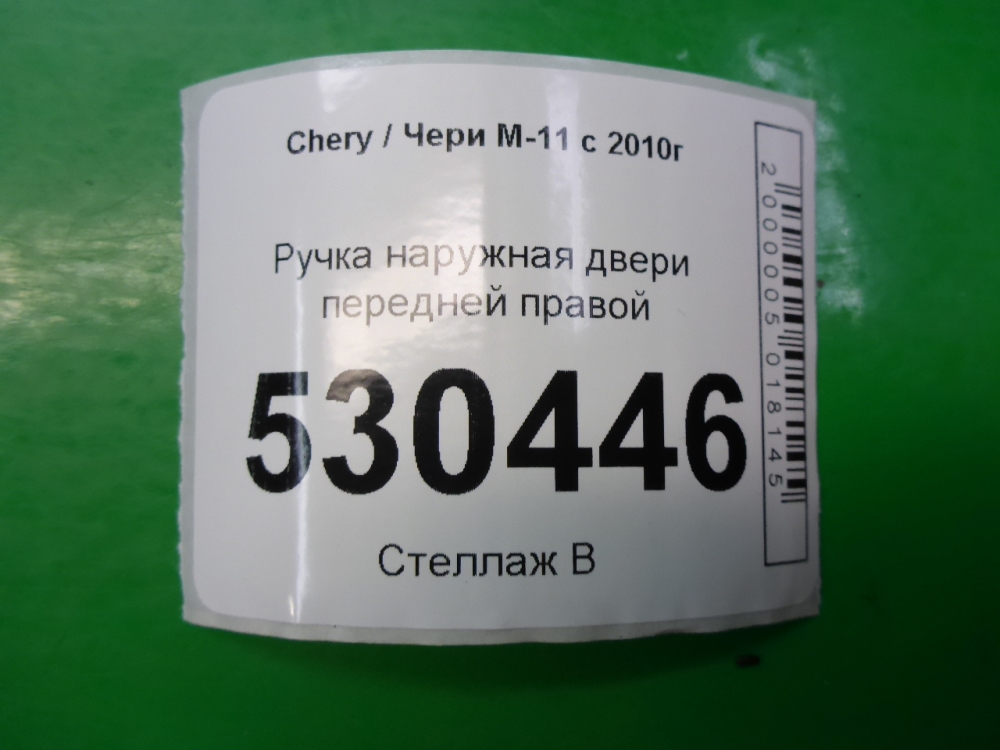 Chery / Чери М-11 с 2010г
Ручка наружная двери
передней правой
530446
Стеллаж В
2000005018145